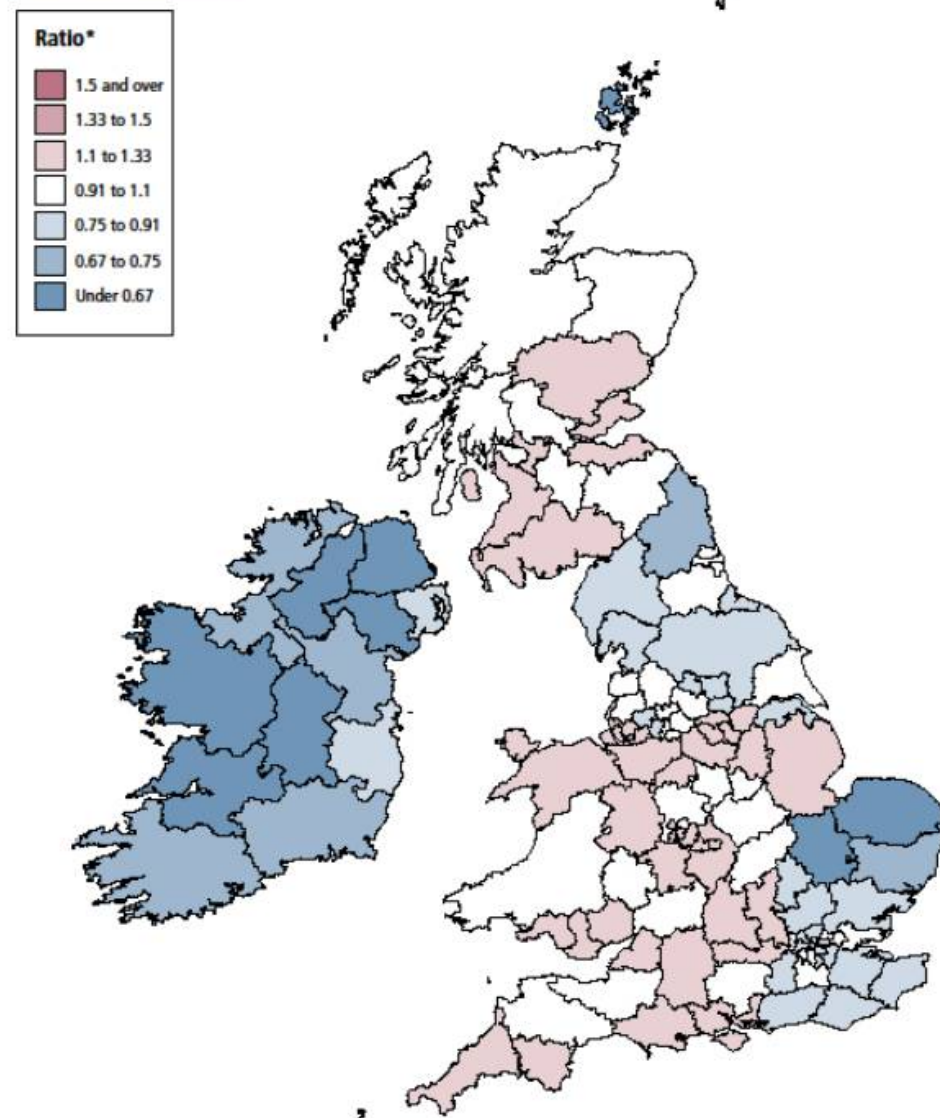 Ratio*
1.5 and over
1.33 to 1.5
1.1 to 1.33
0.91 to 1.1
0.75 to 0.91
0.67 to 0.75
Under 0.67